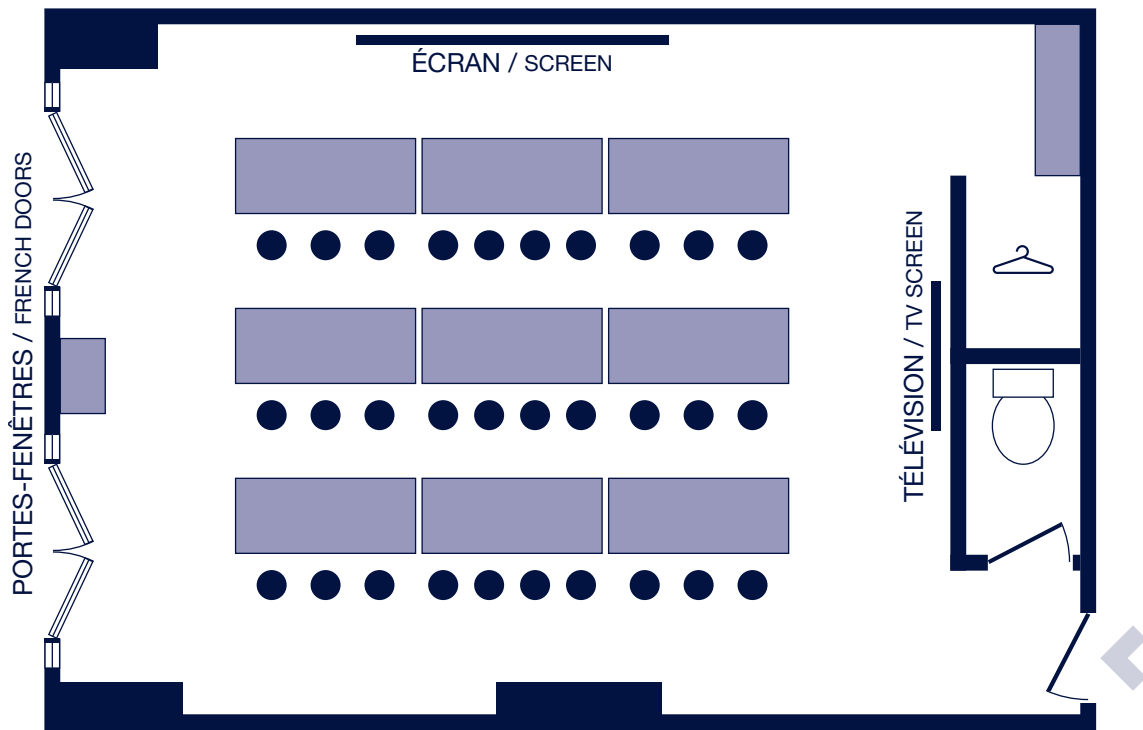 ÉCRAN / SCREEN
PORTES-FENÊTRES / FRENCH DOORS
TÉLÉVISION / TV SCREEN